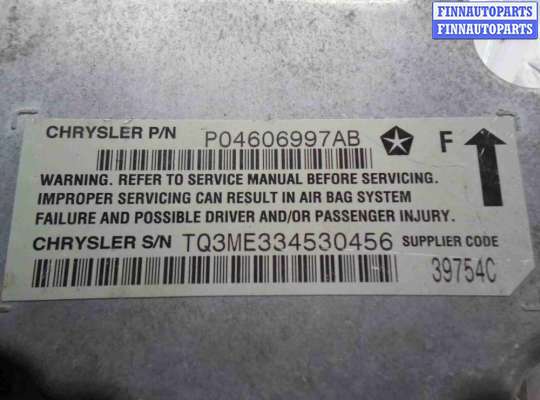 FINNAUTOPARTS
FINNAUTOPARTS
CHRYSLER P/N P04606997AB F
WARNING. REFER TO SERVICE MANUAL BEFORE SERVICING.
IMPROPER SERVICING CAN RESULT IN AIR BAG SYSTEM
FAILURE AND POSSIBLE DRIVER AND/OR PASSENGER INJURY.
CHRYSLER S/N TQ3ME334530456 SUPPLIER CODE
39754C